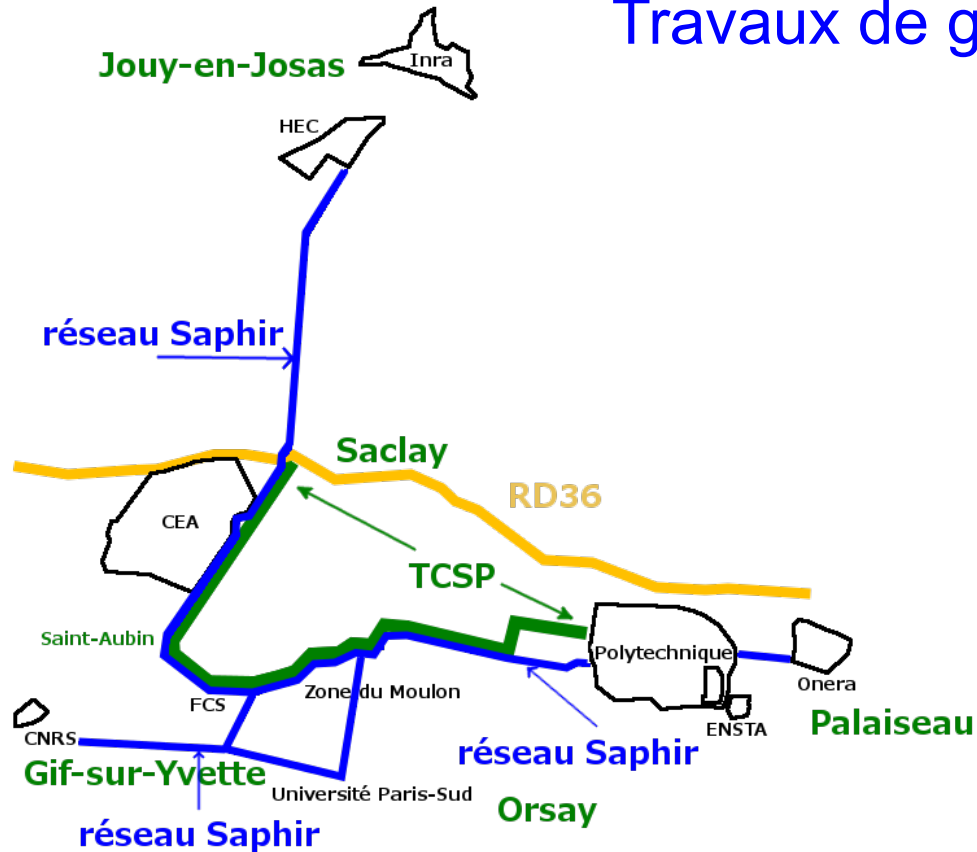 Travaux de g
Inra
Jouy-en-Josas
HEC
réseau Saphir
Saclay
RD36
CEA
TCSP
Saint-Aubin
Polytechnique
Zone du Moulon
Onera
FCS
Palaiseau
ENSTA
CNRS
réseau Saphir
Gif-sur-Yvette
Université Paris-Sud
Orsay
réseau Saphir